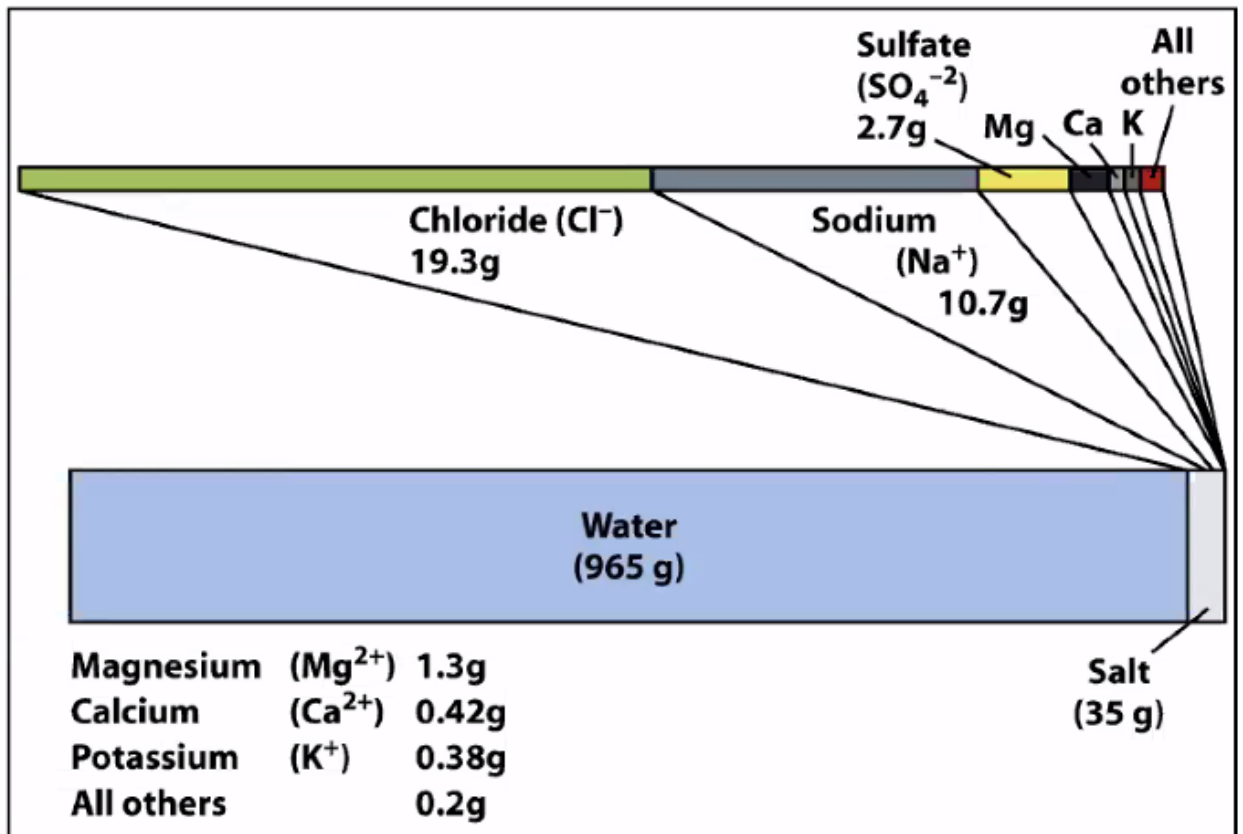 Sulfate
(SO₄⁻²)
2.7g
Mg
Ca
K
All
others
Chloride (Cl⁻)
19.3g
Sodium
(Na⁺)
10.7g
Water
(965 g)
Salt
(35 g)
Magnesium (Mg²⁺) 1.3g
Calcium (Ca²⁺) 0.42g
Potassium (K⁺) 0.38g
All others 0.2g